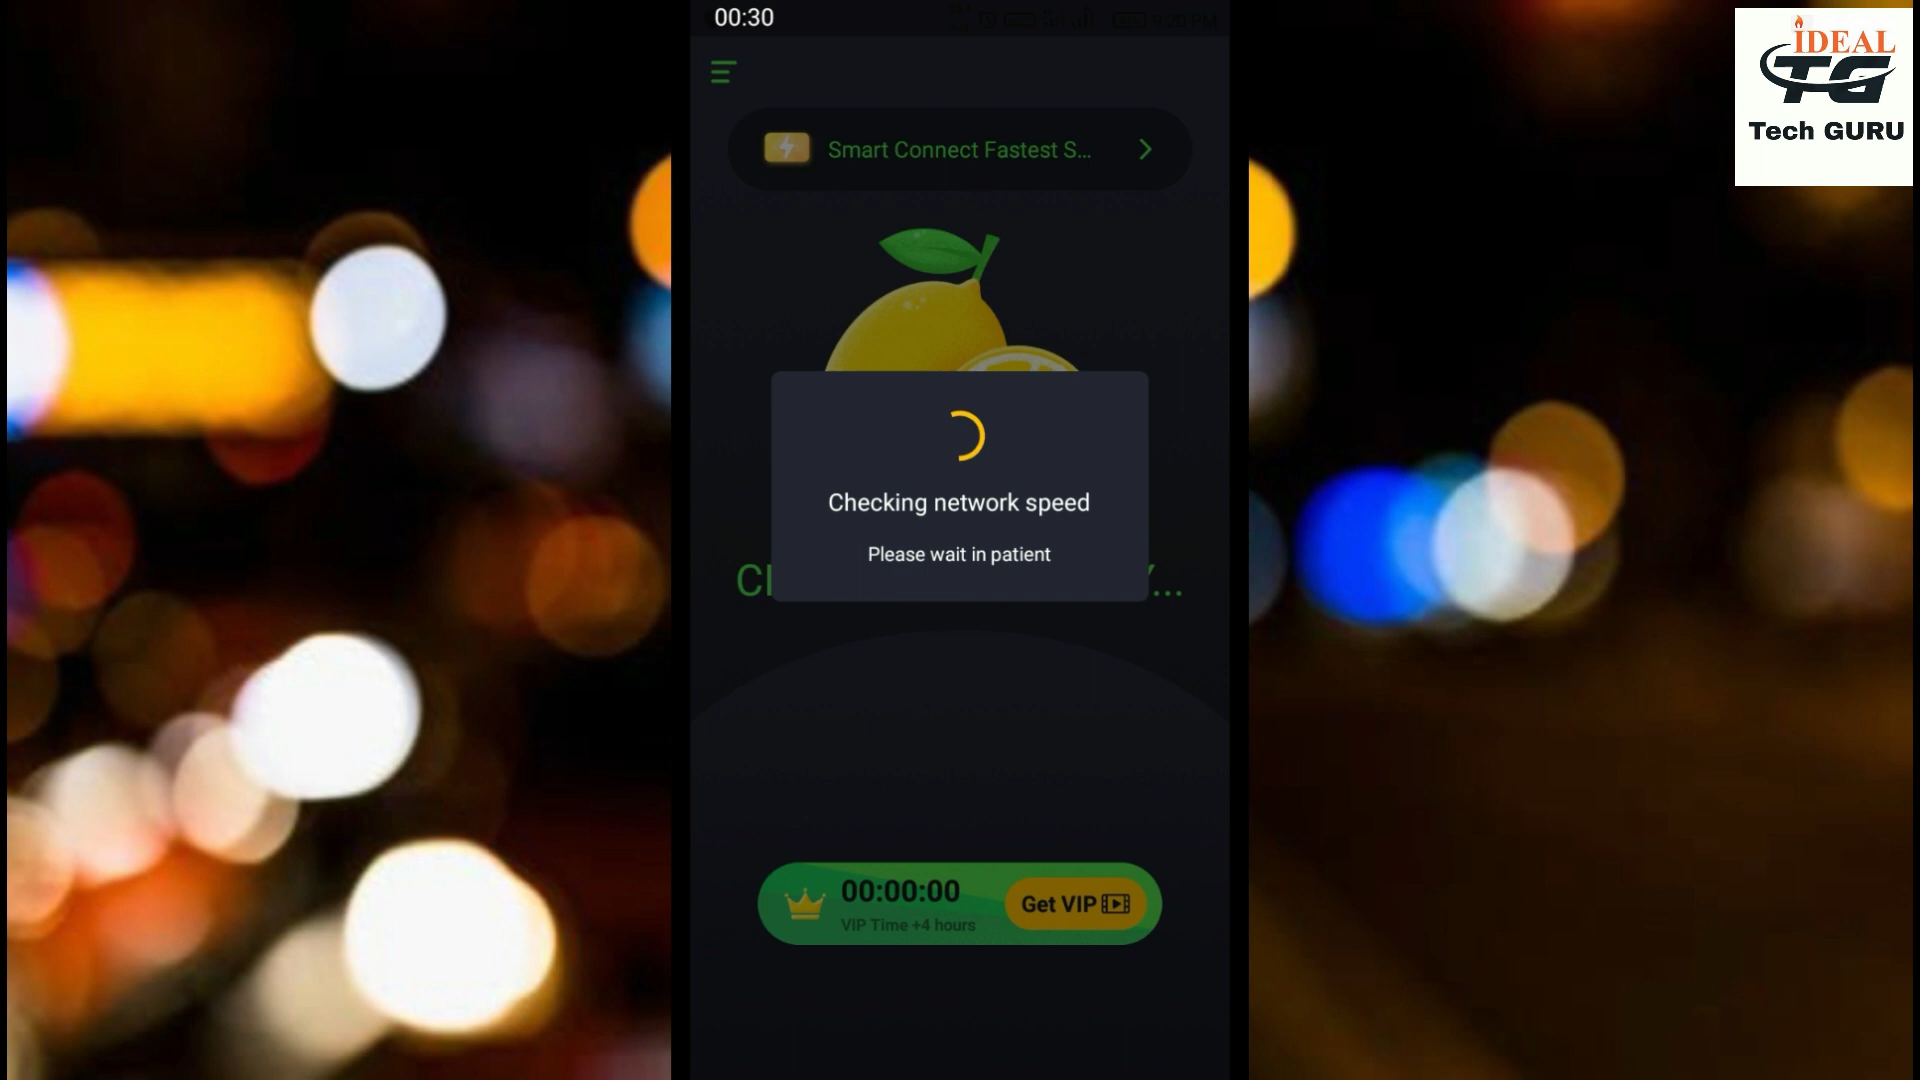 00:30
IDEAL
TG
Tech GURU
Smart Connect Fastest S...
Checking network speed
Please wait in patient
00:00:00
VIP Time +4 hours
Get VIP